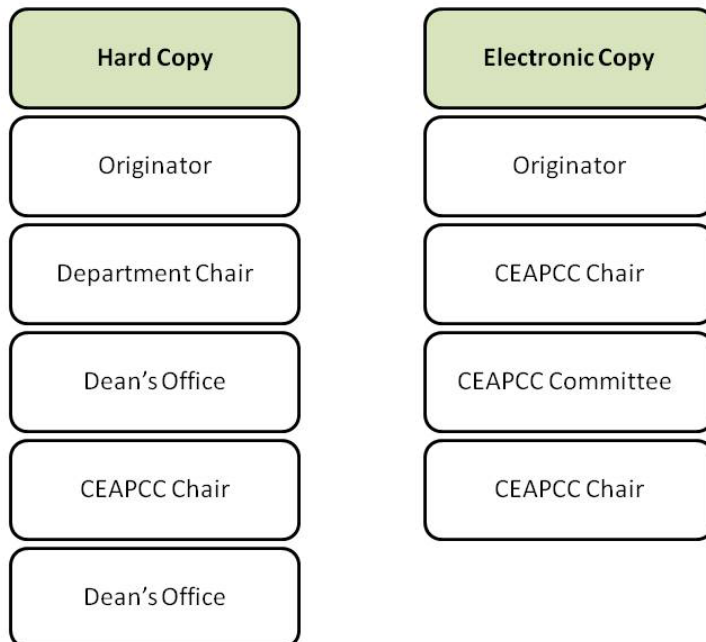 Hard Copy
Originator
Department Chair
Dean’s Office
CEAPCC Chair
Dean’s Office
Electronic Copy
Originator
CEAPCC Chair
CEAPCC Committee
CEAPCC Chair